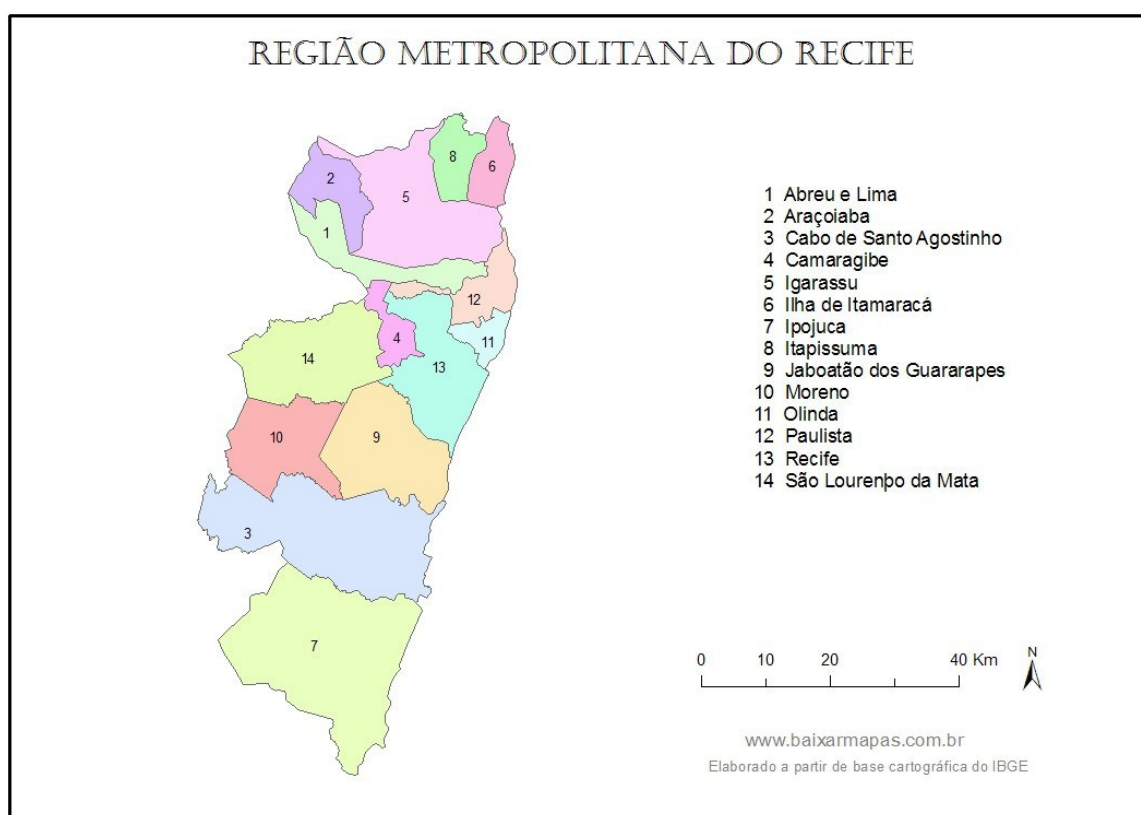 REGIÃO METROPOLITANA DO RECIFE
8
6
2
5
1
12
11
4
14
13
10
9
3
7
1 Abreu e Lima
2 Araçoiaba
3 Cabo de Santo Agostinho
4 Camaragibe
5 Igarassu
6 Ilha de Itamaracá
7 Ipojuca
8 Itapissuma
9 Jaboatão dos Guararapes
10 Moreno
11 Olinda
12 Paulista
13 Recife
14 São Lourenþo da Mata
0 10 20 40 Km
N
www.baixarmapas.com.br
Elaborado a partir de base cartográfica do IBGE